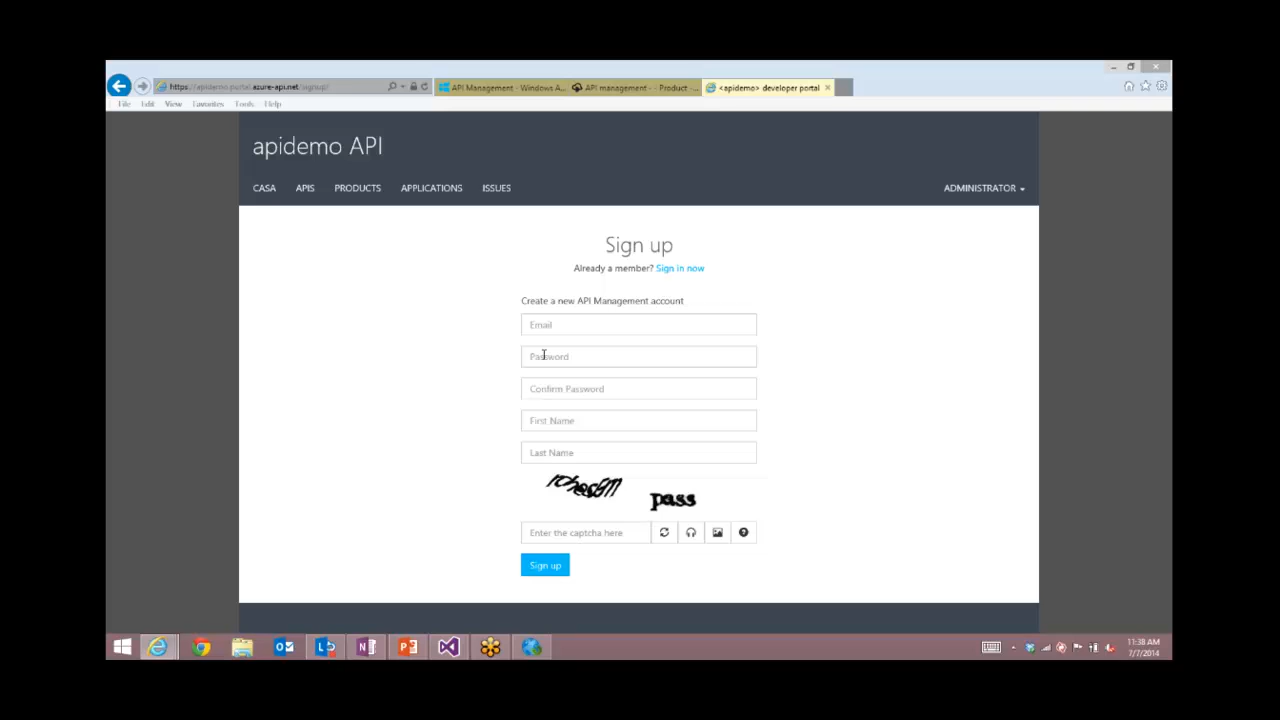 https://apidemo.portal.azure-api.net/signup/
API Management - Windows A...
API management - - Product -...
<apidemo> developer portal
File Edit View Favorites Tools Help
apidemo API
CASA APIS PRODUCTS APPLICATIONS ISSUES ADMINISTRATOR
Sign up
Already a member? Sign in now
Create a new API Management account
Email
Password
Confirm Password
First Name
Last Name
pass
Enter the captcha here
Sign up
11:38 AM
7/7/2014